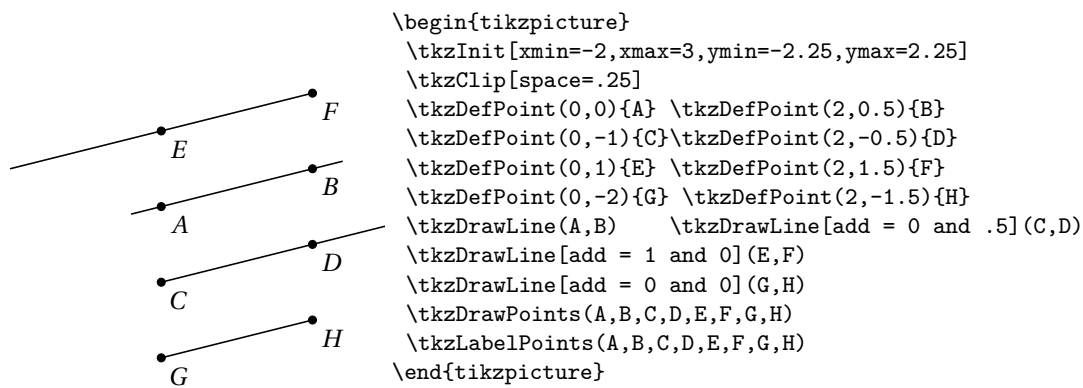 F
E
B
A
D
C
H
G
\begin{tikzpicture}
\tkzInit[xmin=-2,xmax=3,ymin=-2.25,ymax=2.25]
\tkzClip[space=.25]
\tkzDefPoint(0,0){A} \tkzDefPoint(2,0.5){B}
\tkzDefPoint(0,-1){C}\tkzDefPoint(2,-0.5){D}
\tkzDefPoint(0,1){E} \tkzDefPoint(2,1.5){F}
\tkzDefPoint(0,-2){G} \tkzDefPoint(2,-1.5){H}
\tkzDrawLine(A,B) \tkzDrawLine[add = 0 and .5](C,D)
\tkzDrawLine[add = 1 and 0](E,F)
\tkzDrawLine[add = 0 and 0](G,H)
\tkzDrawPoints(A,B,C,D,E,F,G,H)
\tkzLabelPoints(A,B,C,D,E,F,G,H)
\end{tikzpicture}